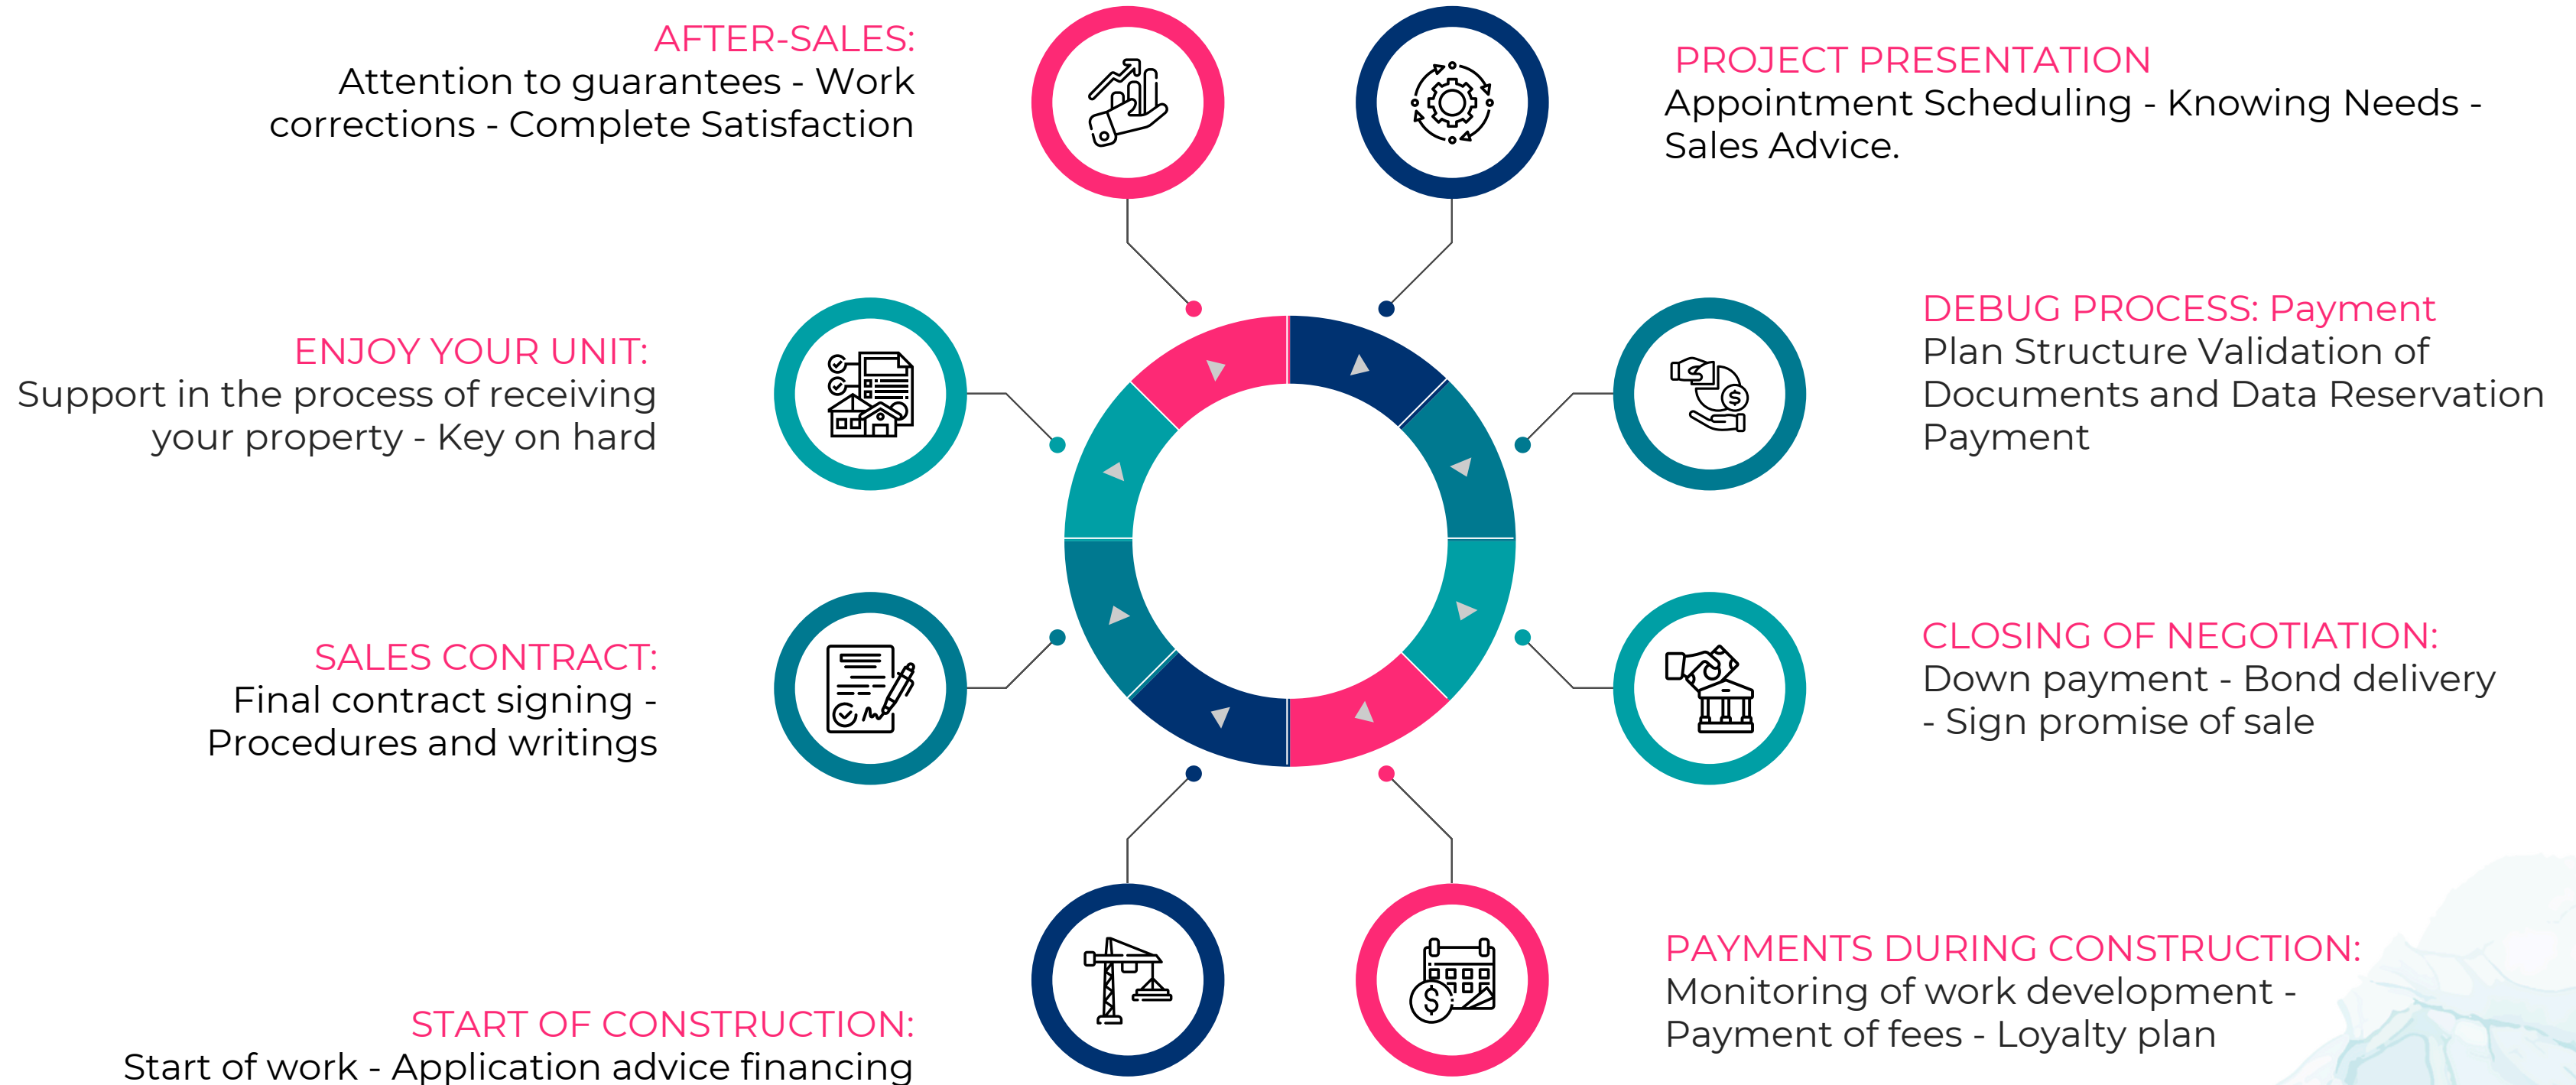 AFTER-SALES:
Attention to guarantees - Work
corrections - Complete Satisfaction
PROJECT PRESENTATION
Appointment Scheduling - Knowing Needs -
Sales Advice.
DEBUG PROCESS: Payment
Plan Structure Validation of
Documents and Data Reservation
Payment
ENJOY YOUR UNIT:
Support in the process of receiving
your property - Key on hard
CLOSING OF NEGOTIATION:
Down payment - Bond delivery
- Sign promise of sale
SALES CONTRACT:
Final contract signing -
Procedures and writings
PAYMENTS DURING CONSTRUCTION:
Monitoring of work development -
Payment of fees - Loyalty plan
START OF CONSTRUCTION:
Start of work - Application advice financing